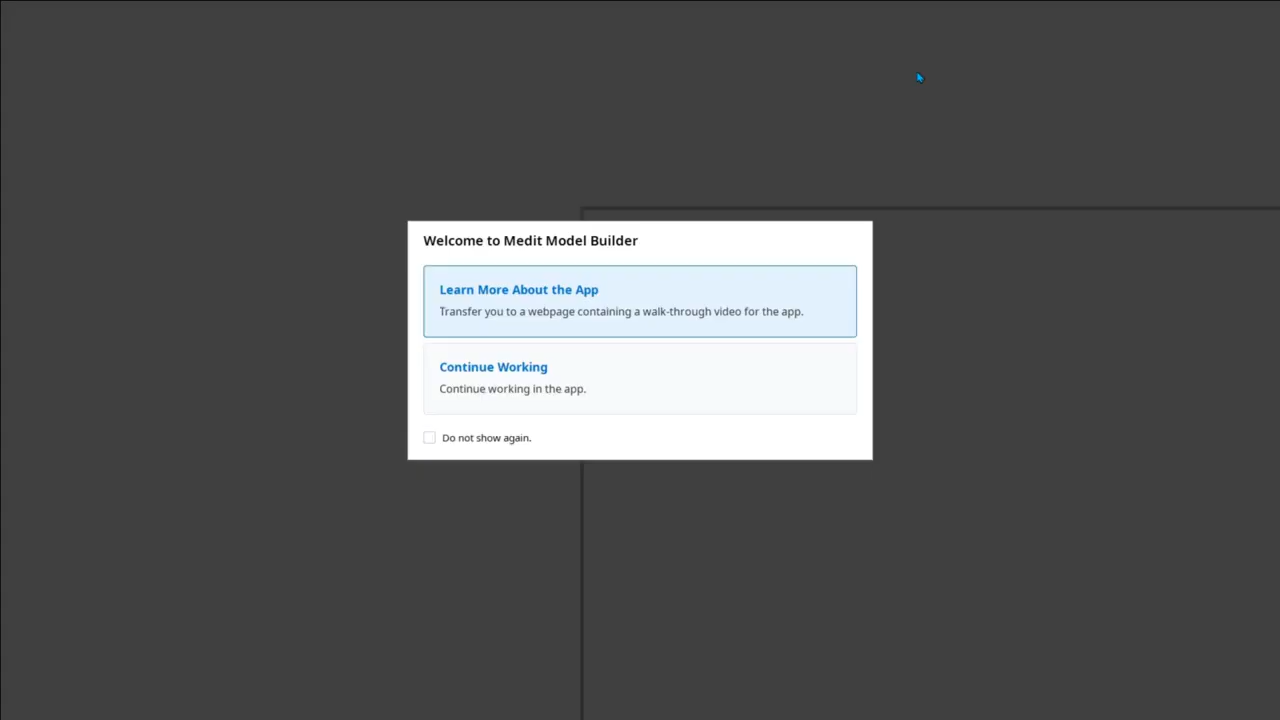 Welcome to Medit Model Builder
Learn More About the App
Transfer you to a webpage containing a walk-through video for the app.
Continue Working
Continue working in the app.
Do not show again.